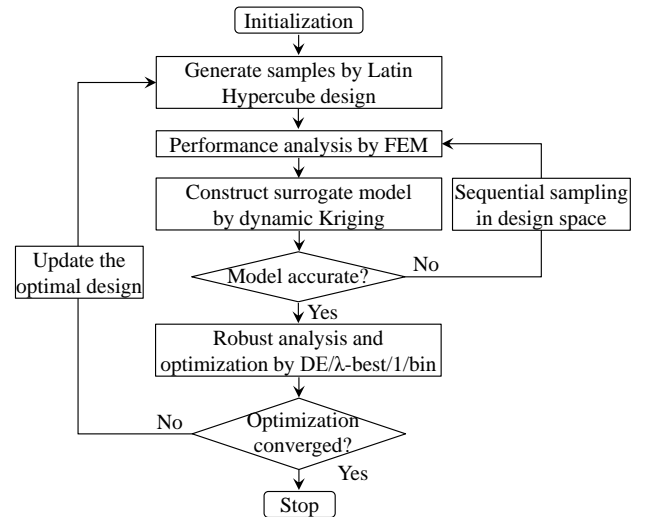 Initialization
Generate samples by Latin
Hypercube design
Performance analysis by FEM
Construct surrogate model
by dynamic Kriging
Sequential sampling
in design space
Update the
optimal design
Model accurate?
No
Yes
Robust analysis and
optimization by DE/λ-best/1/bin
No
Optimization
converged?
Yes
Stop